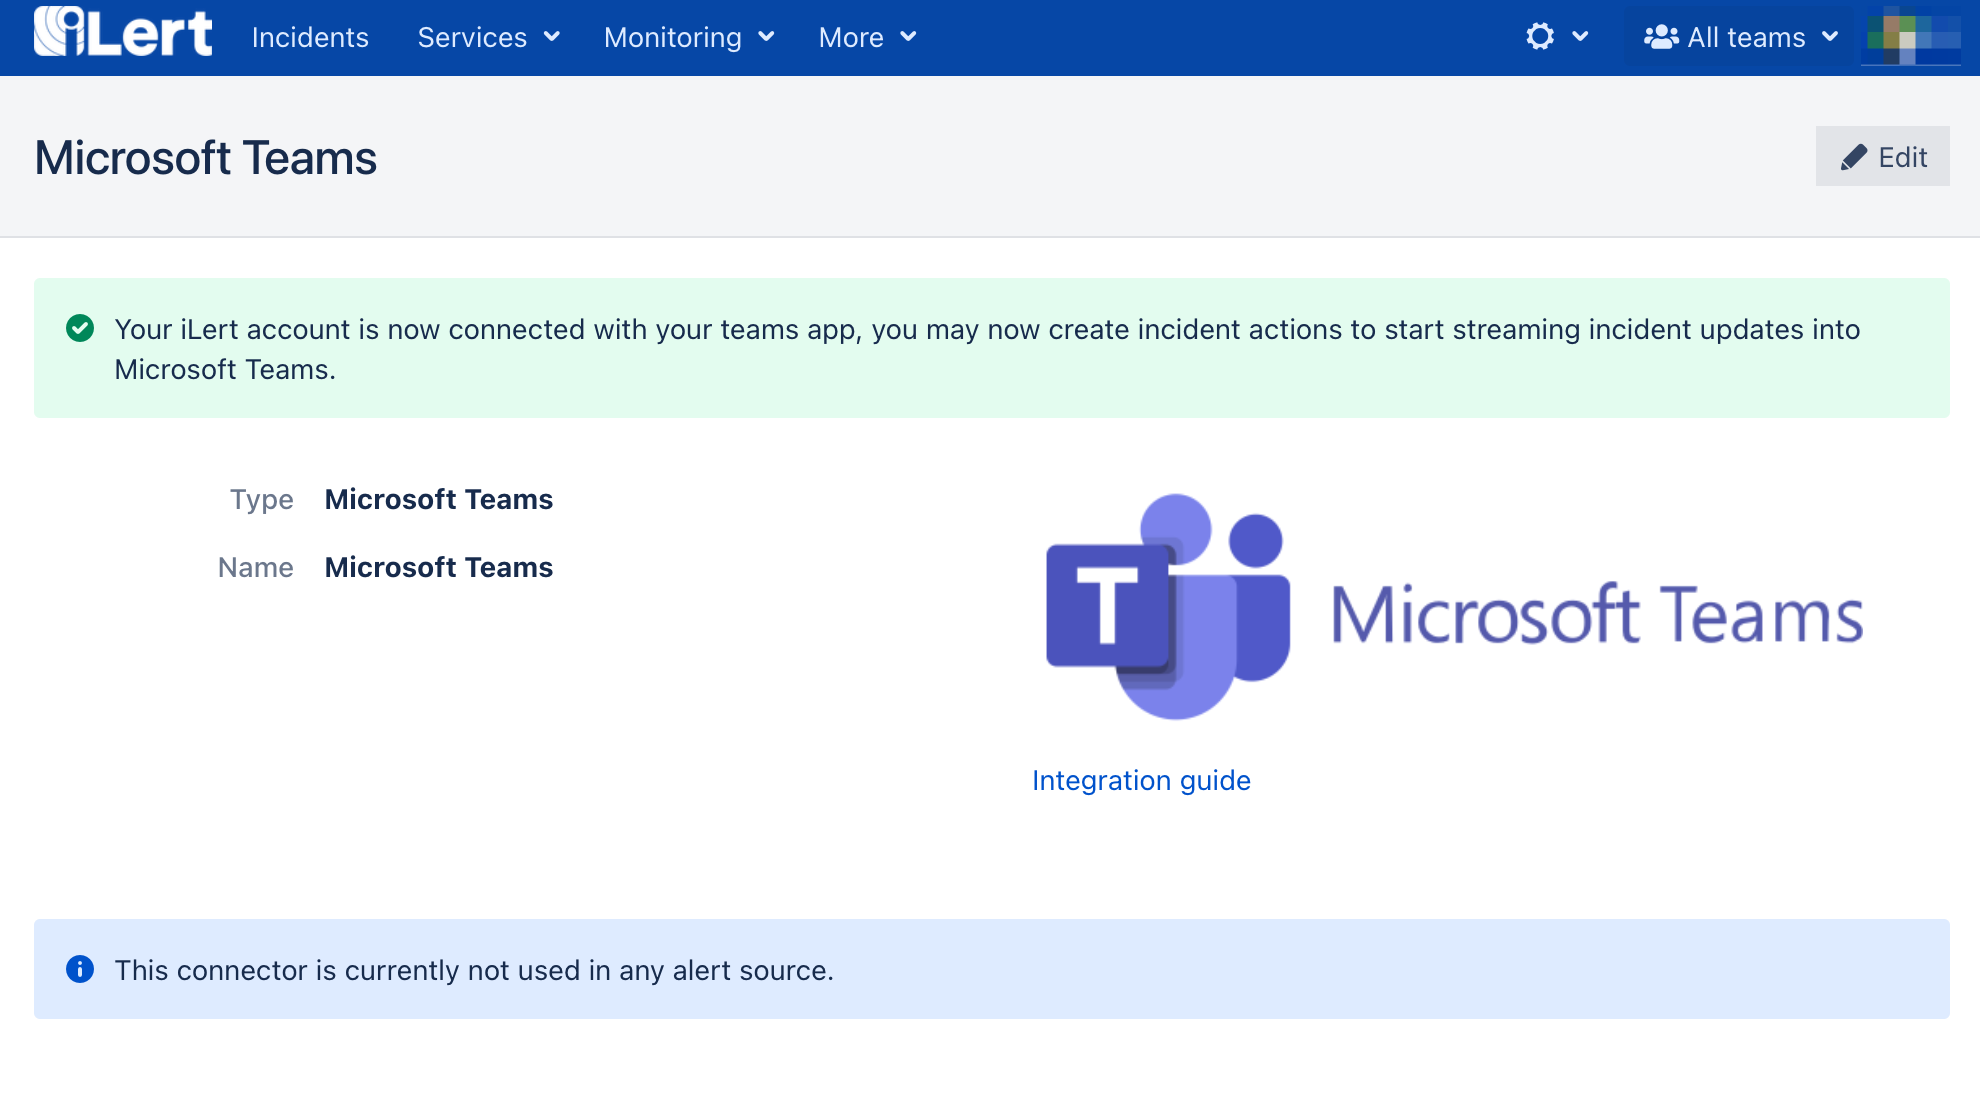 iLert Incidents Services Monitoring More All teams
Microsoft Teams
Edit
Your iLert account is now connected with your teams app, you may now create incident actions to start streaming incident updates into
Microsoft Teams.
Type Microsoft Teams
Name Microsoft Teams
T Microsoft Teams
Integration guide
This connector is currently not used in any alert source.